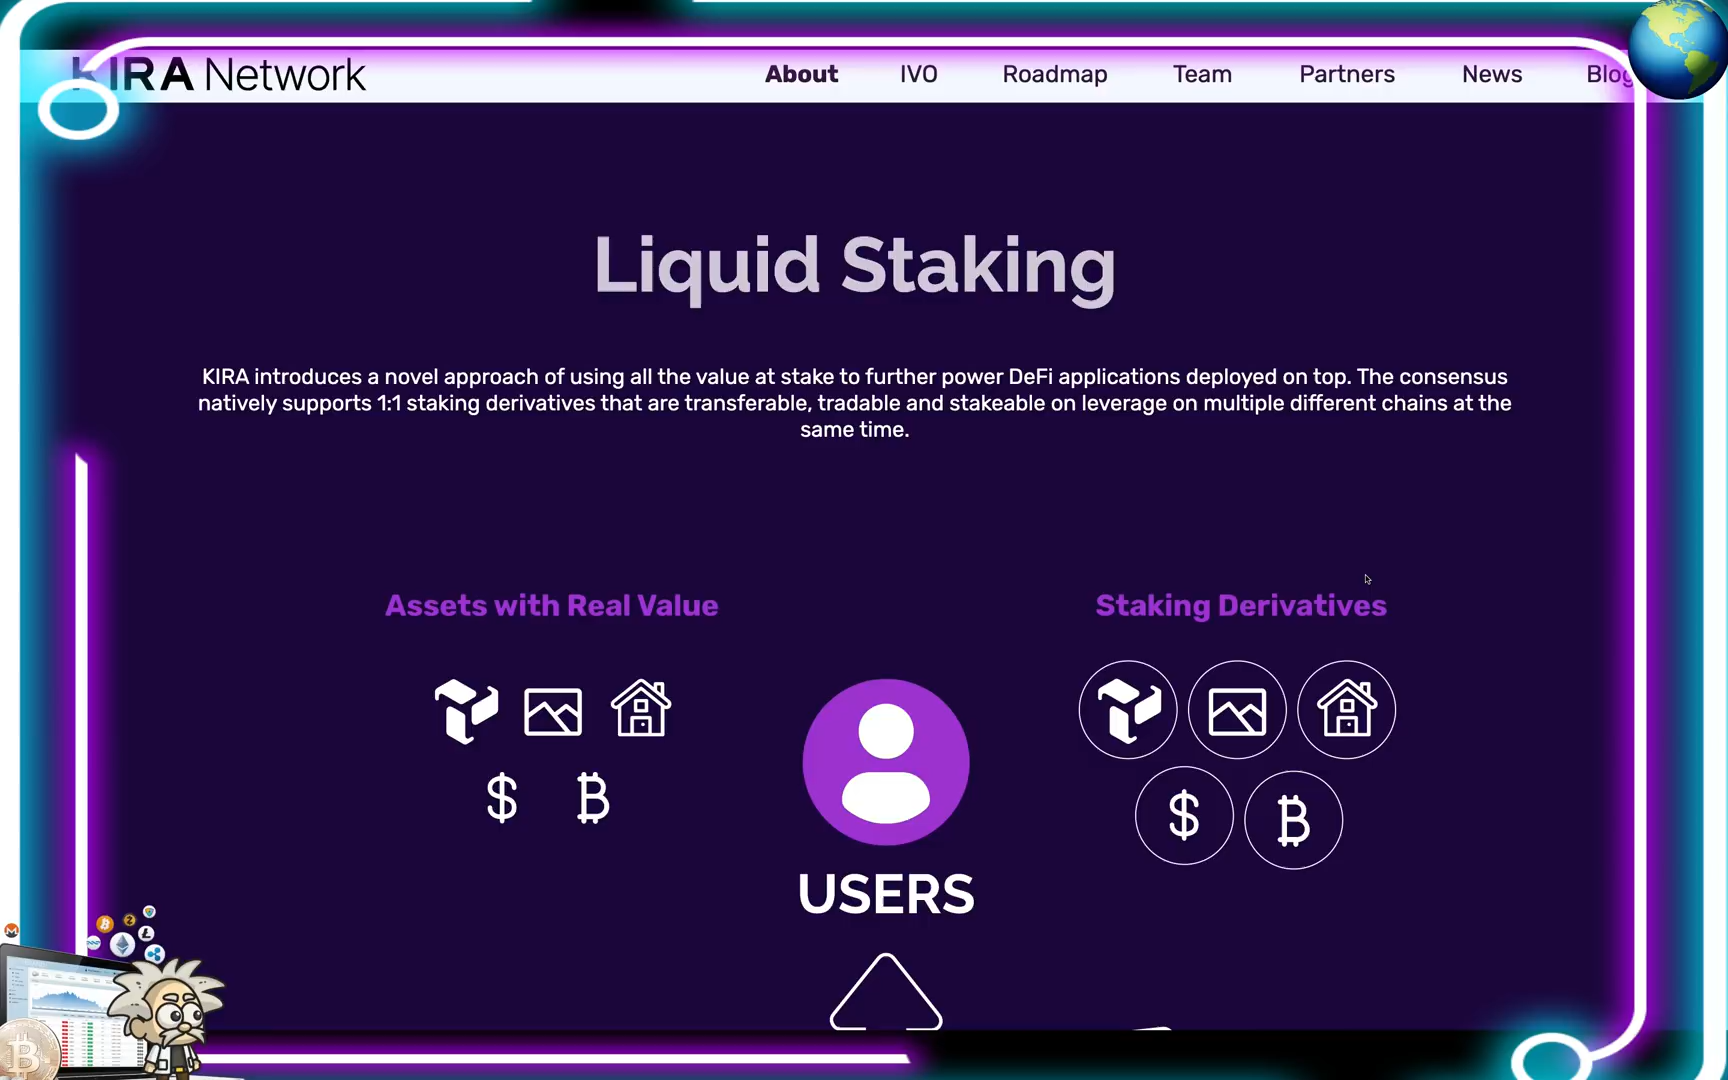 KIRA Network
About IVO Roadmap Team Partners News Blog
Liquid Staking
KIRA introduces a novel approach of using all the value at stake to further power DeFi applications deployed on top. The consensus
natively supports 1:1 staking derivatives that are transferable, tradable and stakeable on leverage on multiple different chains at the
same time.
Assets with Real Value
Staking Derivatives
USERS